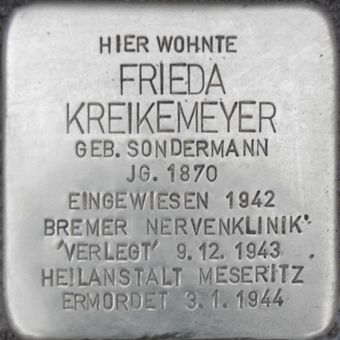 HIER WOHNTE
FRIEDA
KREIKEMEYER
GEB. SONDERMANN
JG. 1870
EINGEWIESEN 1942
BREMER NERVENKLINIK
'VERLEGT' 9.12.1943
HEILANSTALT MESERITZ
ERMORDET 3.1.1944